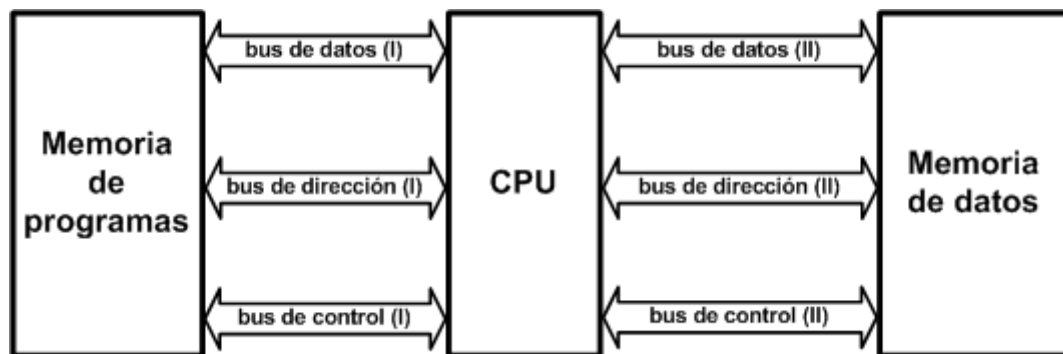 Memoria
de
programas
bus de datos (I)
bus de dirección (I)
bus de control (I)
CPU
bus de datos (II)
bus de dirección (II)
bus de control (II)
Memoria
de datos